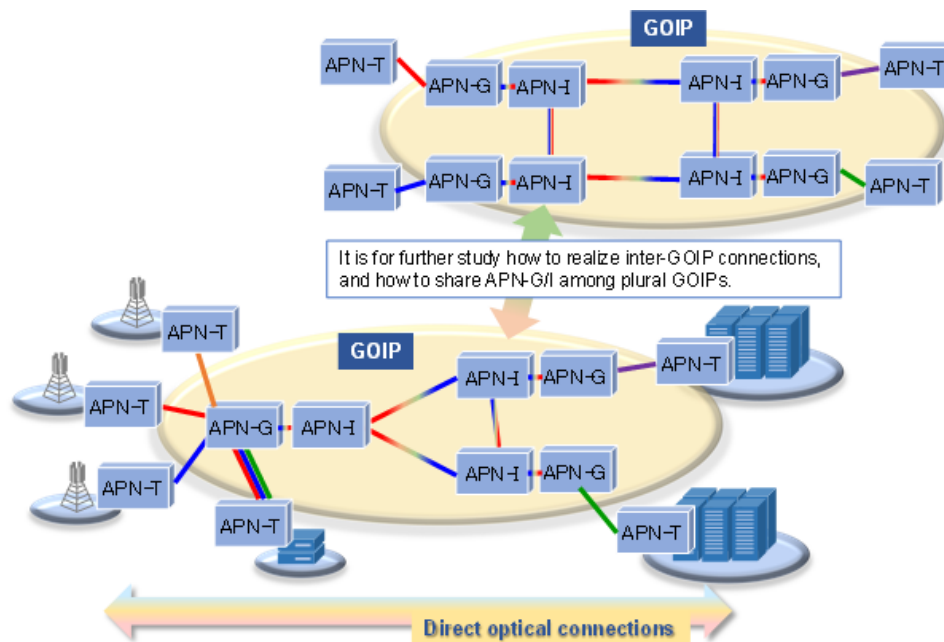 GOIP
APN-T
APN-G
APN-I
APN-I
APN-G
APN-T
APN-T
APN-G
APN-I
APN-I
APN-G
APN-T
It is for further study how to realize inter-GOIP connections,
and how to share APN-G/I among plural GOIPs.
APN-T
GOIP
APN-T
APN-G
APN-I
APN-I
APN-G
APN-T
APN-T
APN-I
APN-G
APN-T
APN-T
Direct optical connections